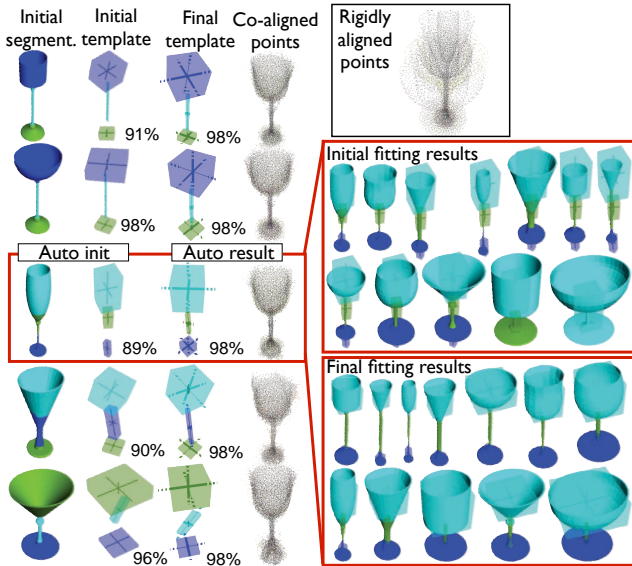 Initial segment.
Initial template
Final template
Co-aligned points
Rigidly aligned points
91%
98%
98%
98%
Auto init
Auto result
89%
98%
90%
98%
96%
98%
Initial fitting results
Final fitting results